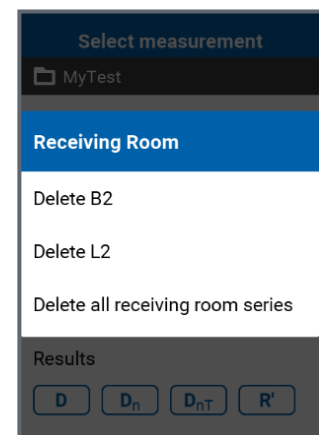 Select measurement
MyTest
Receiving Room
Delete B2
Delete L2
Delete all receiving room series
Results
D Dn DnT R'